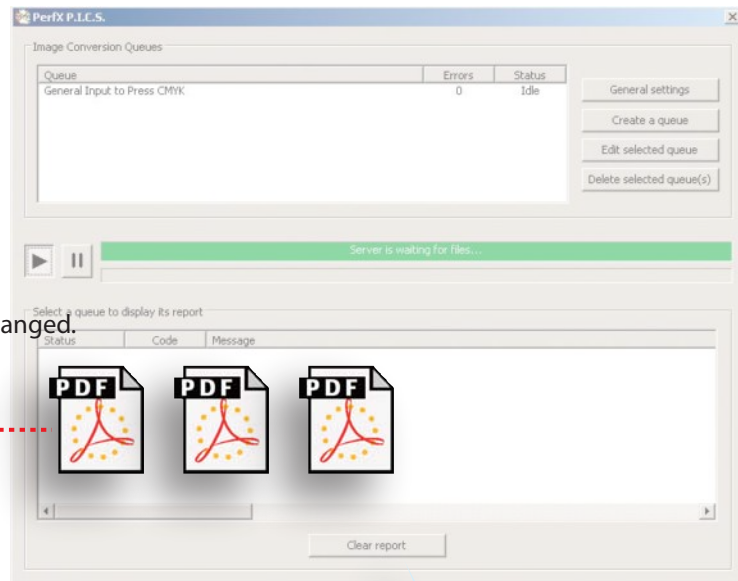 PerfX P.I.C.S.
Image Conversion Queues
Queue Errors Status
General Input to Press CMYK 0 Idle
General settings
Create a queue
Edit selected queue
Delete selected queue(s)
Server is waiting for files...
Select a queue to display its report
anged.
Status Code Message
PDF PDF PDF
Clear report